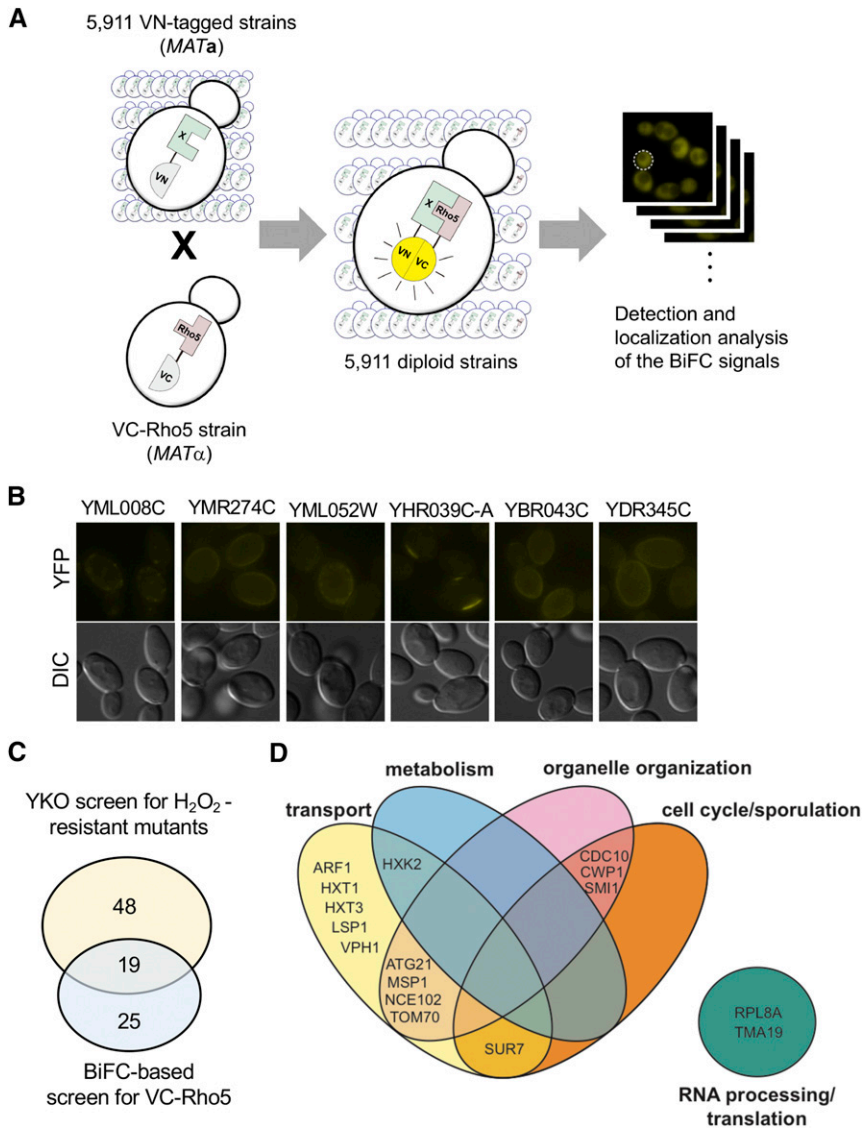 A
5,911 VN-tagged strains
(MATa)
X
VN
X
Rho5
VC
VC-Rho5 strain
(MATα)
X
Rho5
VN
VC
5,911 diploid strains
Detection and
localization analysis
of the BiFC signals
B
YML008C YMR274C YML052W YHR039C-A YBR043C YDR345C
YFP
DIC
C
YKO screen for H₂O₂ -
resistant mutants
48
19
25
BiFC-based
screen for VC-Rho5
D
metabolism
organelle organization
transport
cell cycle/sporulation
ARF1
HXT1
HXT3
LSP1
VPH1
HXK2
CDC10
CWP1
SMI1
ATG21
MSP1
NCE102
TOM70
SUR7
RPL8A
TMA19
RNA processing/
translation